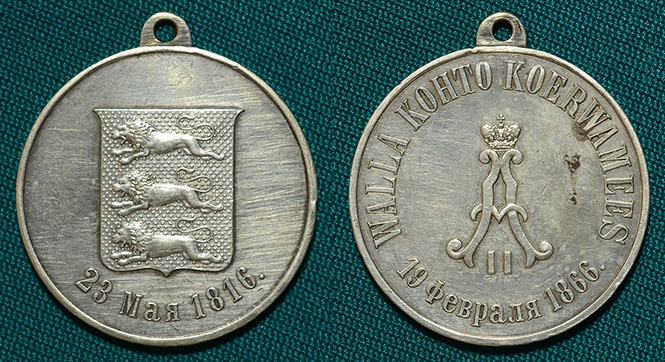 23 Мая 1816.
WALLA KOHTO KOERWAMEES
A II
19 Февраля 1866.